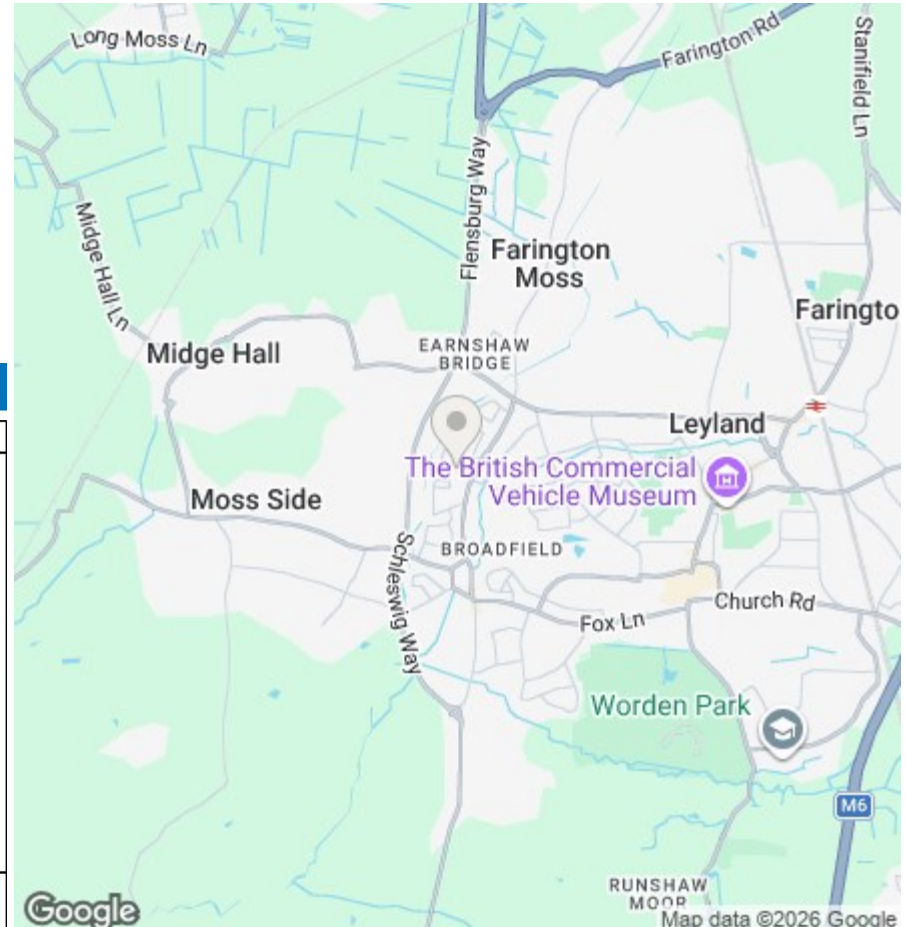 Long Moss Ln
Farington Rd
Stanifield Ln
Flensburg Way
Midge Hall Ln
Farington
Moss
Faringto
EARNSHAW
BRIDGE
Midge Hall
Leyland
The British Commercial
Vehicle Museum
Moss Side
BROADFIELD
Schleswig Way
Church Rd
Fox Ln
Worden Park
M6
RUNSHAW
MOOR
Google
Map data ©2026 Google